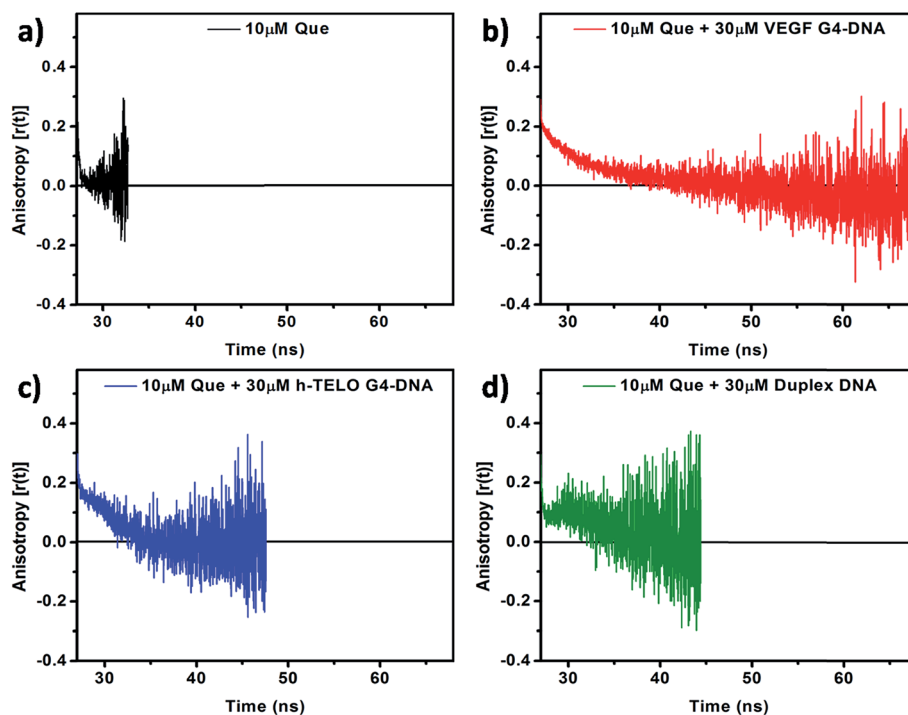 a)
10μM Que
Anisotropy [r(t)]
0.4
0.2
0.0
-0.2
-0.4
30 40 50 60
Time (ns)
b)
10μM Que + 30μM VEGF G4-DNA
Anisotropy [r(t)]
0.4
0.2
0.0
-0.2
-0.4
30 40 50 60
Time (ns)
c)
10μM Que + 30μM h-TELO G4-DNA
Anisotropy [r(t)]
0.4
0.2
0.0
-0.2
-0.4
30 40 50 60
Time (ns)
d)
10μM Que + 30μM Duplex DNA
Anisotropy [r(t)]
0.4
0.2
0.0
-0.2
-0.4
30 40 50 60
Time (ns)